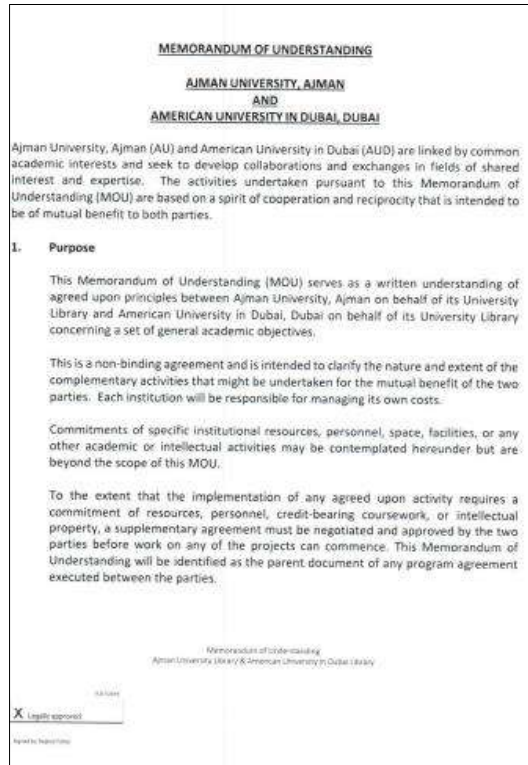 MEMORANDUM OF UNDERSTANDING
AJMAN UNIVERSITY, AJMAN
AND
AMERICAN UNIVERSITY IN DUBAI, DUBAI
Ajman University, Ajman (AU) and American University in Dubai (AUD) are linked by common
academic interests and seek to develop collaborations and exchanges in fields of shared
interest and expertise. The activities undertaken pursuant to this Memorandum of
Understanding (MOU) are based on a spirit of cooperation and reciprocity that is intended to
be of mutual benefit to both parties.
1. Purpose
This Memorandum of Understanding (MOU) serves as a written understanding of
agreed upon principles between Ajman University, Ajman on behalf of its University
Library and American University in Dubai, Dubai on behalf of its University Library
concerning a set of general academic objectives.
This is a non-binding agreement and is intended to clarify the nature and extent of the
complementary activities that might be undertaken for the mutual benefit of the two
parties. Each institution will be responsible for managing its own costs.
Commitments of specific institutional resources, personnel, space, facilities, or any
other academic or intellectual activities may be contemplated hereunder but are
beyond the scope of this MOU.
To the extent that the implementation of any agreed upon activity requires a
commitment of resources, personnel, credit-bearing coursework, or intellectual
property, a supplementary agreement must be negotiated and approved by the two
parties before work on any of the projects can commence. This Memorandum of
Understanding will be identified as the parent document of any program agreement
executed between the parties.
Memorandum of Understanding
Ajman University Library & American University in Dubai Library
X Legally approved
Signed by: